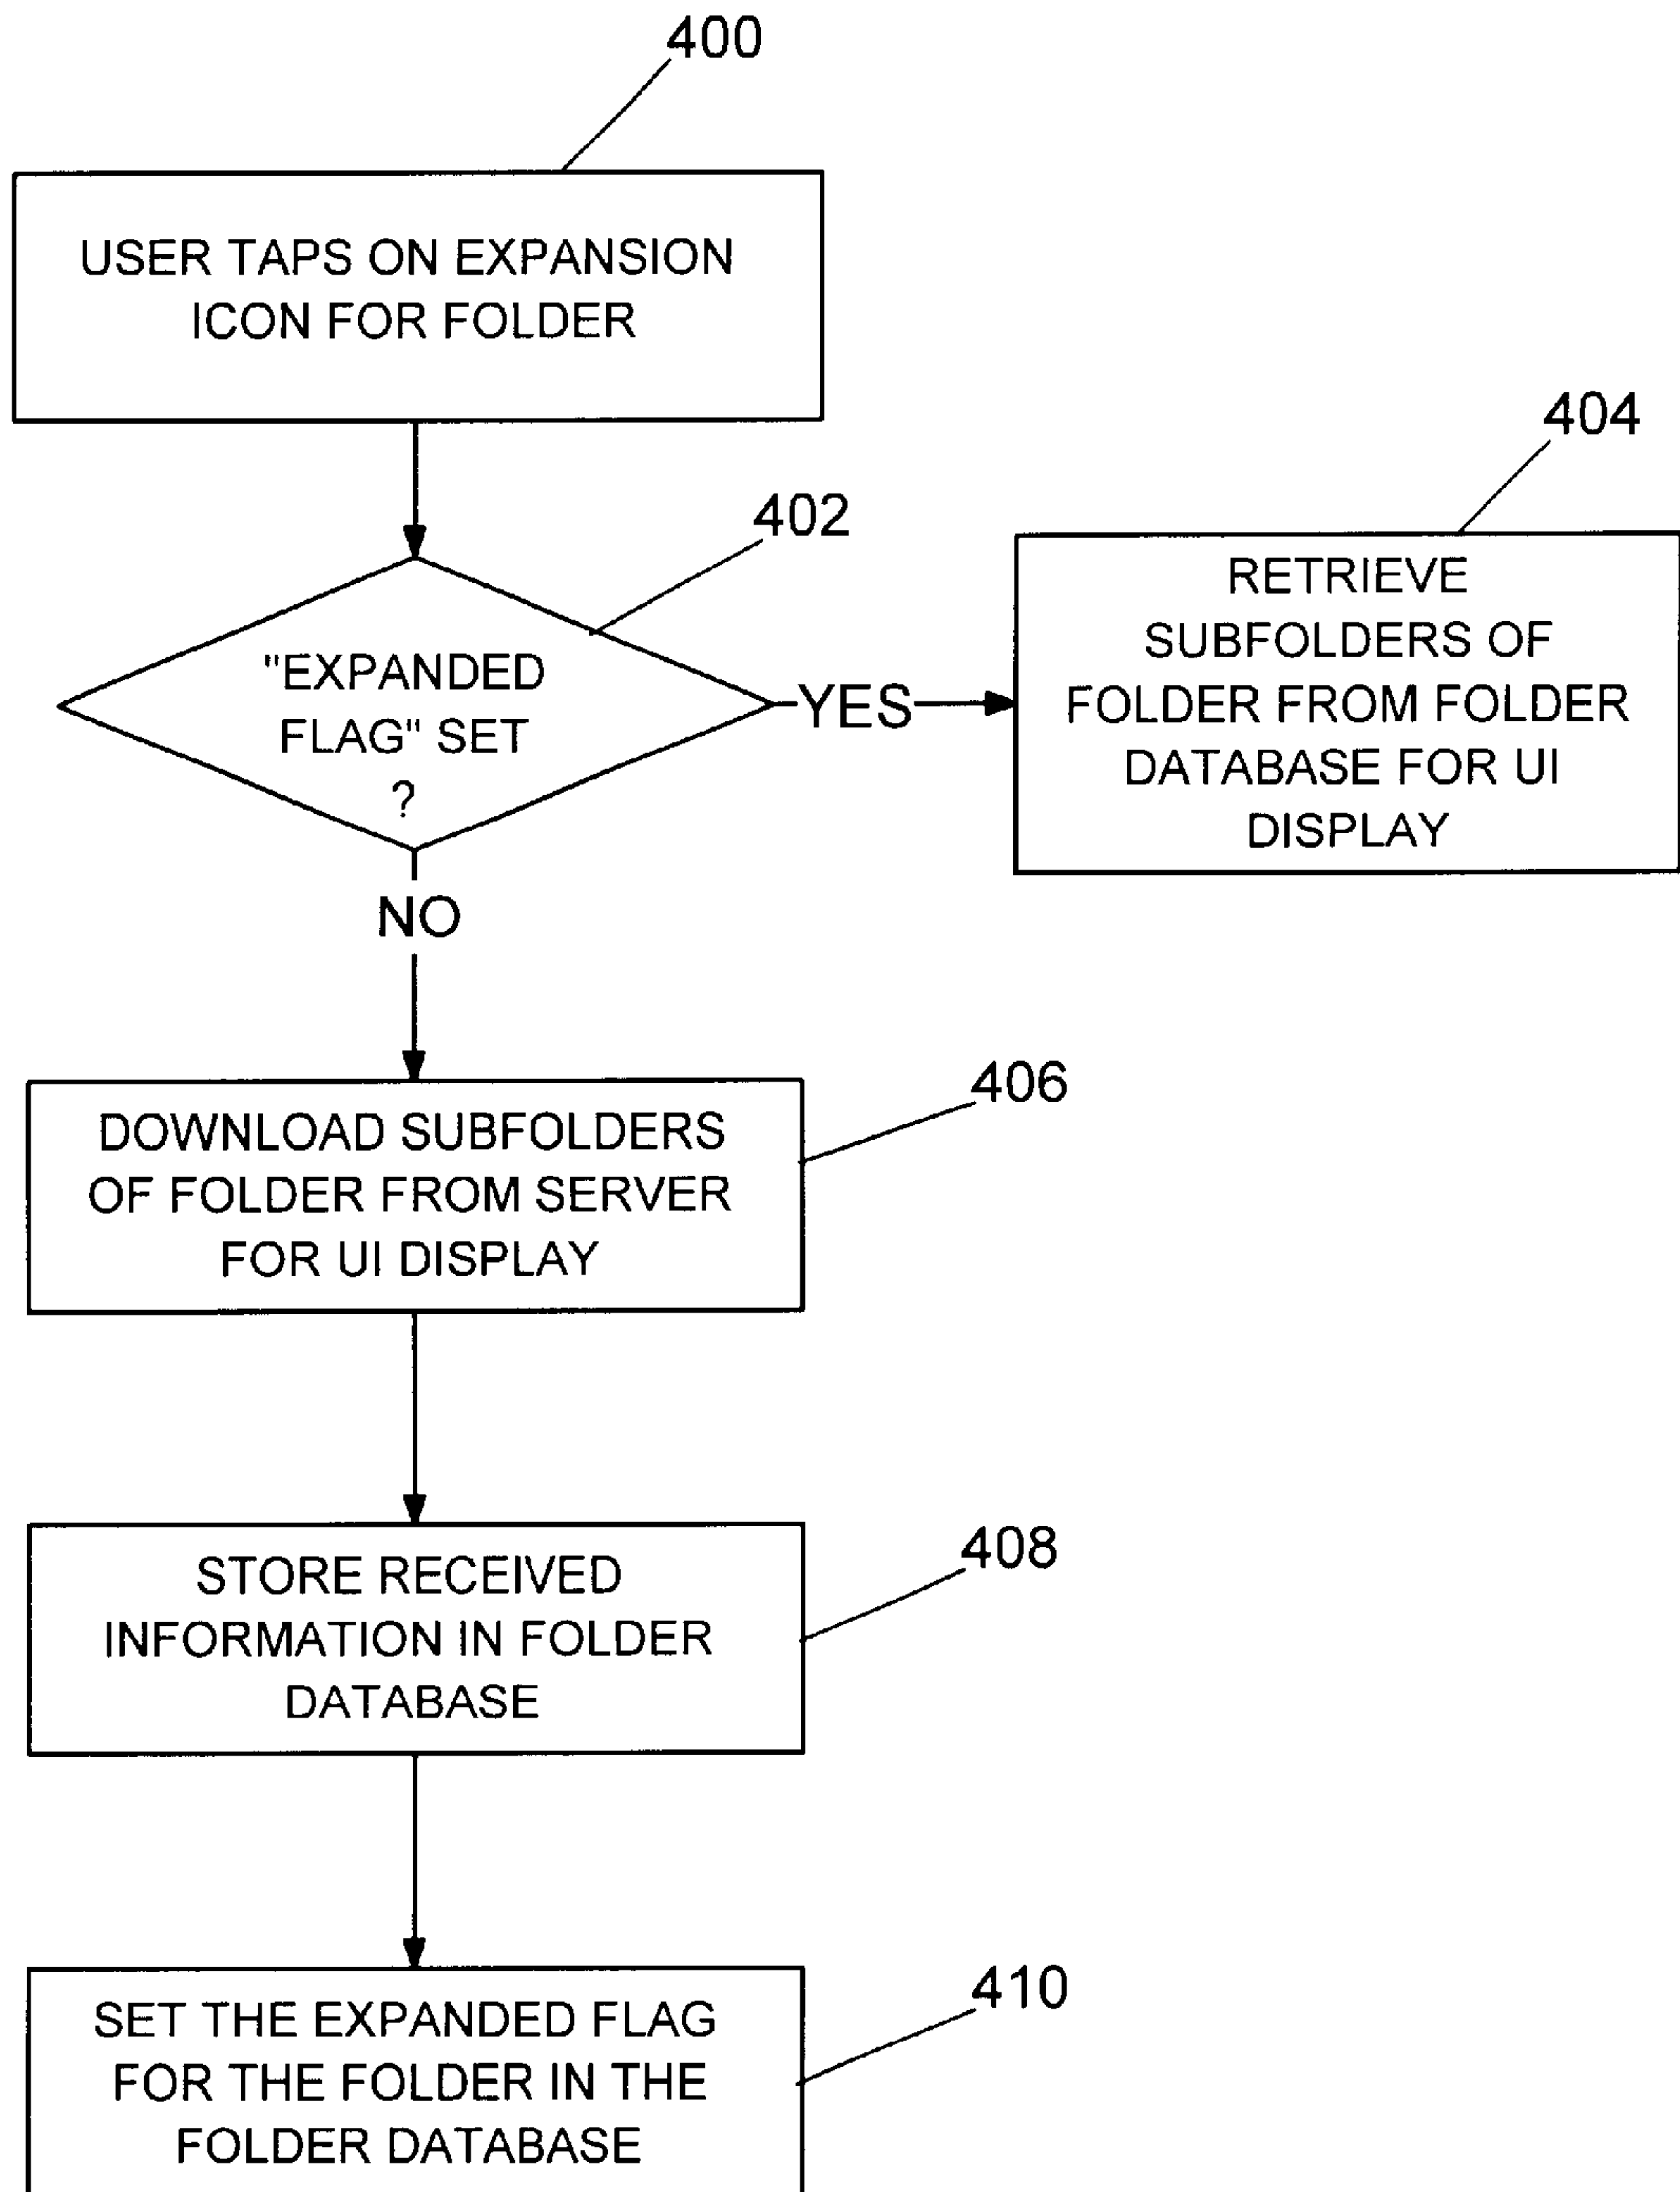 400
USER TAPS ON EXPANSION
ICON FOR FOLDER
402
"EXPANDED
FLAG" SET
?
YES
404
RETRIEVE
SUBFOLDERS OF
FOLDER FROM FOLDER
DATABASE FOR UI
DISPLAY
NO
406
DOWNLOAD SUBFOLDERS
OF FOLDER FROM SERVER
FOR UI DISPLAY
408
STORE RECEIVED
INFORMATION IN FOLDER
DATABASE
410
SET THE EXPANDED FLAG
FOR THE FOLDER IN THE
FOLDER DATABASE